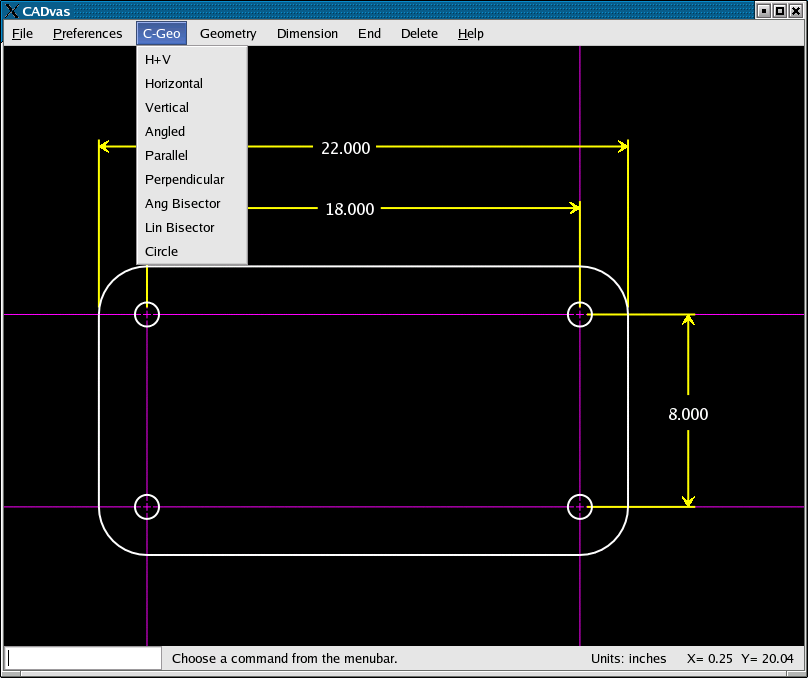 CADvas
File Preferences C-Geo Geometry Dimension End Delete Help
H+V
Horizontal
Vertical
Angled
Parallel
Perpendicular
Ang Bisector
Lin Bisector
Circle
22.000
18.000
8.000
Choose a command from the menubar. Units: inches X= 0.25 Y= 20.04